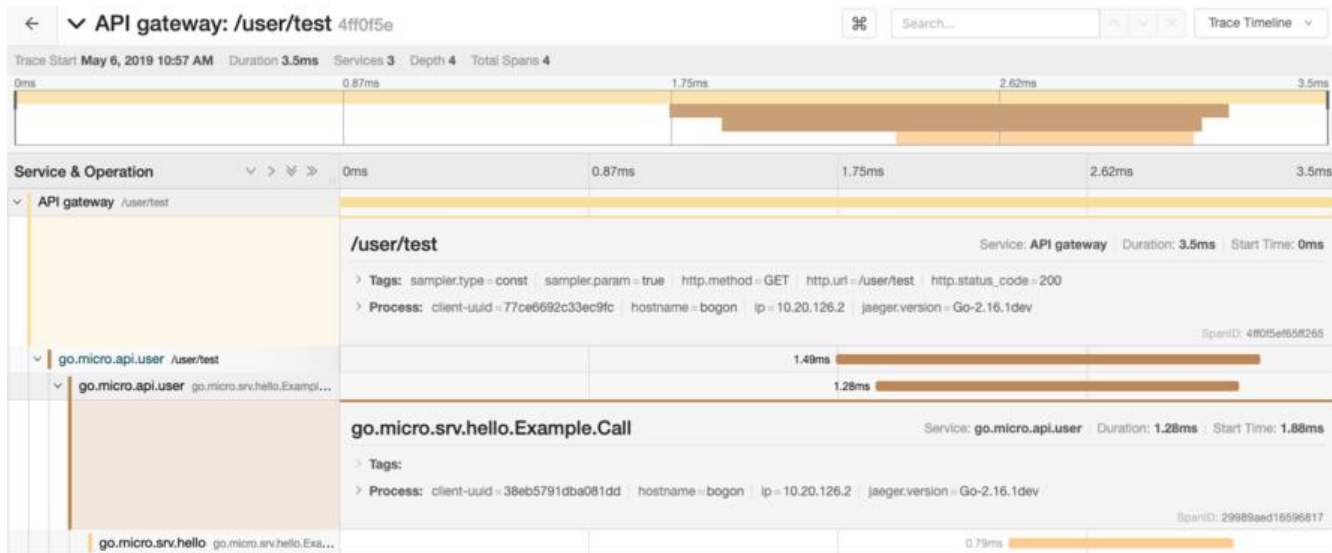 API gateway: /user/test 4ff0f5e
⌘ Search... Trace Timeline
Trace Start May 6, 2019 10:57 AM Duration 3.5ms Services 3 Depth 4 Total Spans 4
0ms 0.87ms 1.75ms 2.62ms 3.5ms
Service & Operation 0ms 0.87ms 1.75ms 2.62ms 3.5ms
API gateway /user/test
/user/test Service: API gateway Duration: 3.5ms Start Time: 0ms
Tags: sampler.type=const sampler.param=true http.method=GET http.url=/user/test http.status_code=200
Process: client-uuid=77ce6692c33ec9fc hostname=bogon ip=10.20.126.2 jaeger.version=Go-2.16.1dev
SpanID: 4ff0f5ef65ff265
go.micro.api.user /user/test 1.49ms
go.micro.api.user go.micro.srv.hello.Exampl... 1.28ms
go.micro.srv.hello.Example.Call Service: go.micro.api.user Duration: 1.28ms Start Time: 1.88ms
Tags:
Process: client-uuid=38eb5791dba081dd hostname=bogon ip=10.20.126.2 jaeger.version=Go-2.16.1dev
SpanID: 29989aed16596817
go.micro.srv.hello go.micro.srv.hello.Exa... 0.79ms